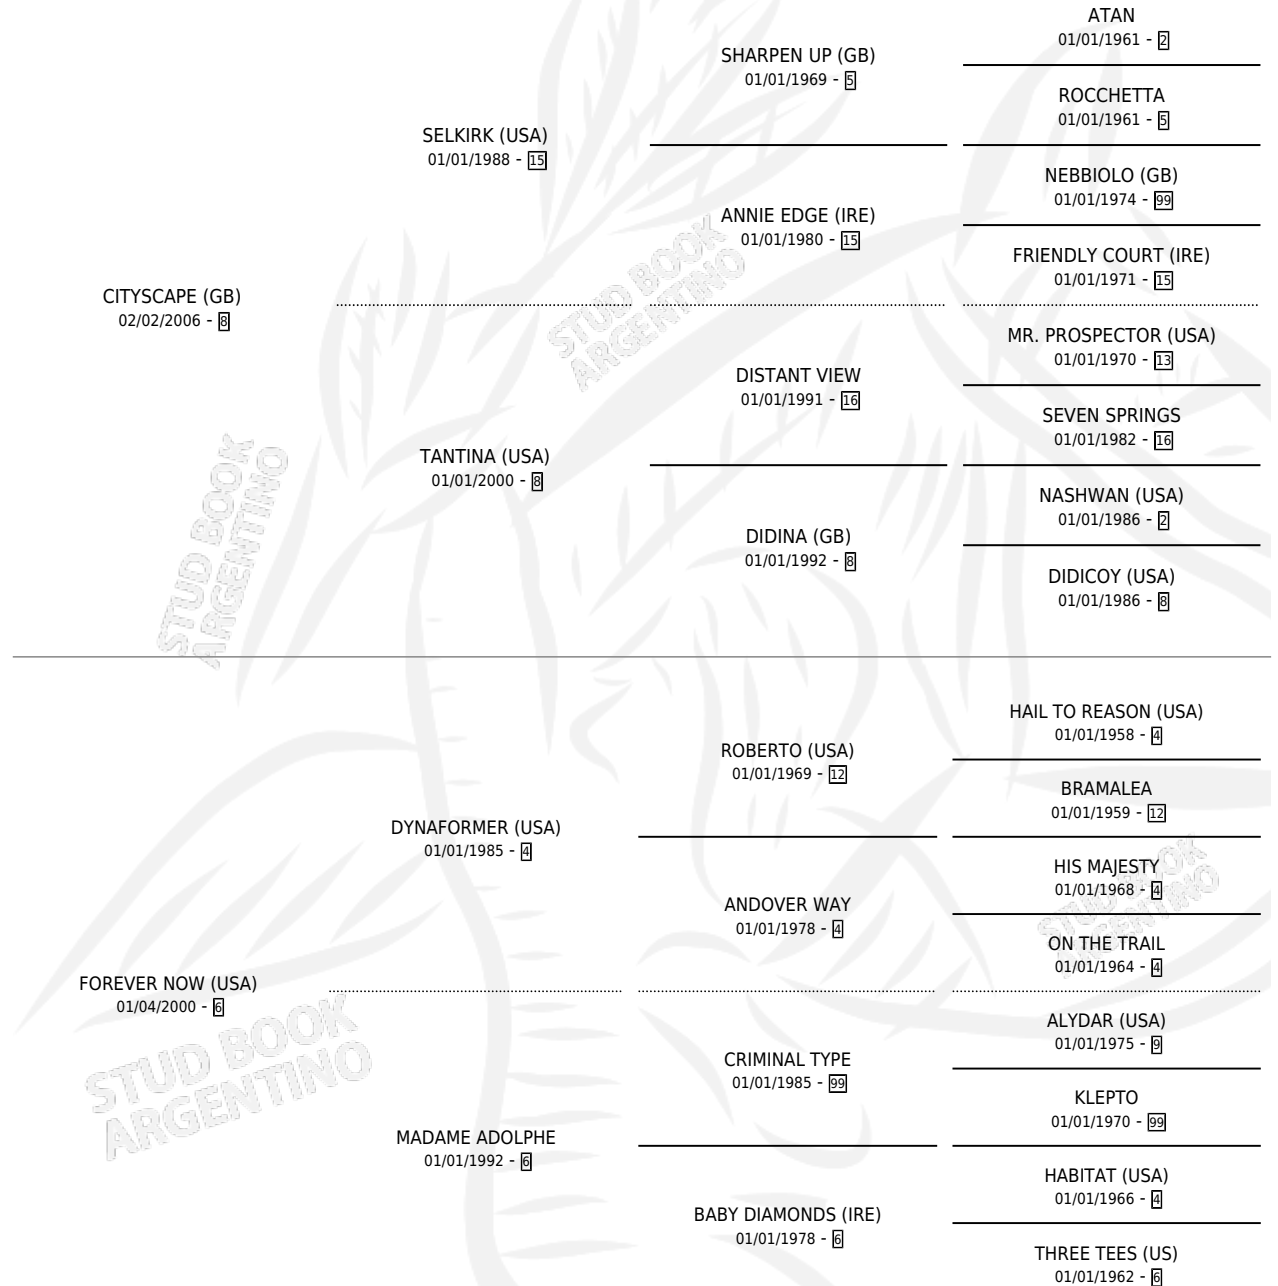 ATAN
01/01/1961 - 2
SHARPEN UP (GB)
01/01/1969 - 5
ROCCHETTA
01/01/1961 - 5
SELKIRK (USA)
01/01/1988 - 15
NEBBIOLO (GB)
01/01/1974 - 99
ANNIE EDGE (IRE)
01/01/1980 - 15
FRIENDLY COURT (IRE)
01/01/1971 - 15
CITYSCAPE (GB)
02/02/2006 - 8
STUD BOOK
ARGENTINO
MR. PROSPECTOR (USA)
01/01/1970 - 13
DISTANT VIEW
01/01/1991 - 16
SEVEN SPRINGS
01/01/1982 - 16
TANTINA (USA)
01/01/2000 - 8
NASHWAN (USA)
01/01/1986 - 2
DIDINA (GB)
01/01/1992 - 8
DIDICOY (USA)
01/01/1986 - 8
STUD BOOK
ARGENTINO
HAIL TO REASON (USA)
01/01/1958 - 4
ROBERTO (USA)
01/01/1969 - 12
BRAMALEA
01/01/1959 - 12
DYNAFORMER (USA)
01/01/1985 - 4
HIS MAJESTY
01/01/1968 - 4
ANDOVER WAY
01/01/1978 - 4
STUD BOOK
ARGENTINO
ON THE TRAIL
01/01/1964 - 4
FOREVER NOW (USA)
01/04/2000 - 6
STUD BOOK
ARGENTINO
ALYDAR (USA)
01/01/1975 - 9
CRIMINAL TYPE
01/01/1985 - 99
KLEPTO
01/01/1970 - 99
MADAME ADOLPHE
01/01/1992 - 6
HABITAT (USA)
01/01/1966 - 4
BABY DIAMONDS (IRE)
01/01/1978 - 6
THREE TEES (US)
01/01/1962 - 6